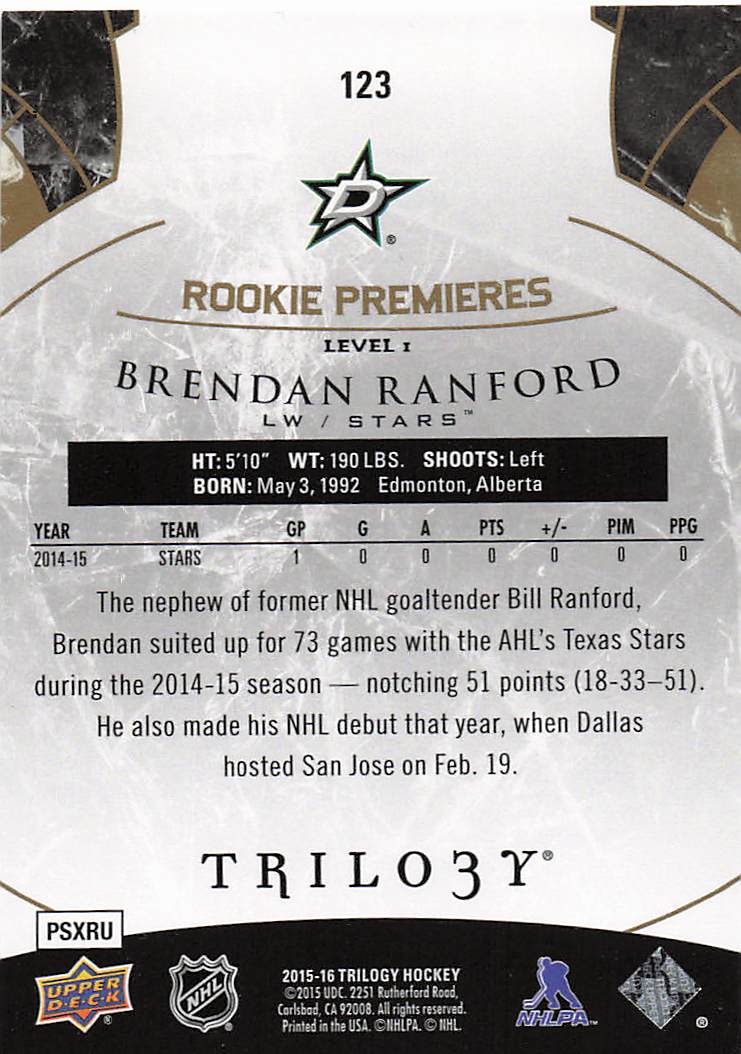 123
D
®
ROOKIE PREMIERES
LEVEL 1
BRENDAN RANFORD
LW / STARS™
HT: 5'10" WT: 190 LBS. SHOOTS: Left
BORN: May 3, 1992 Edmonton, Alberta
YEAR TEAM GP G A PTS +/- PIM PPG
2014-15 STARS 1 0 0 0 0 0 0
The nephew of former NHL goaltender Bill Ranford,
Brendan suited up for 73 games with the AHL's Texas Stars
during the 2014-15 season — notching 51 points (18-33–51).
He also made his NHL debut that year, when Dallas
hosted San Jose on Feb. 19.
TRILO3Y®
PSXRU
UPPER
D·E·C·K
®
NHL
®
2015-16 TRILOGY HOCKEY
©2015 UDC. 2251 Rutherford Road,
Carlsbad, CA 92008. All rights reserved.
Printed in the USA. ©NHLPA. © NHL.
NHLPA™
®